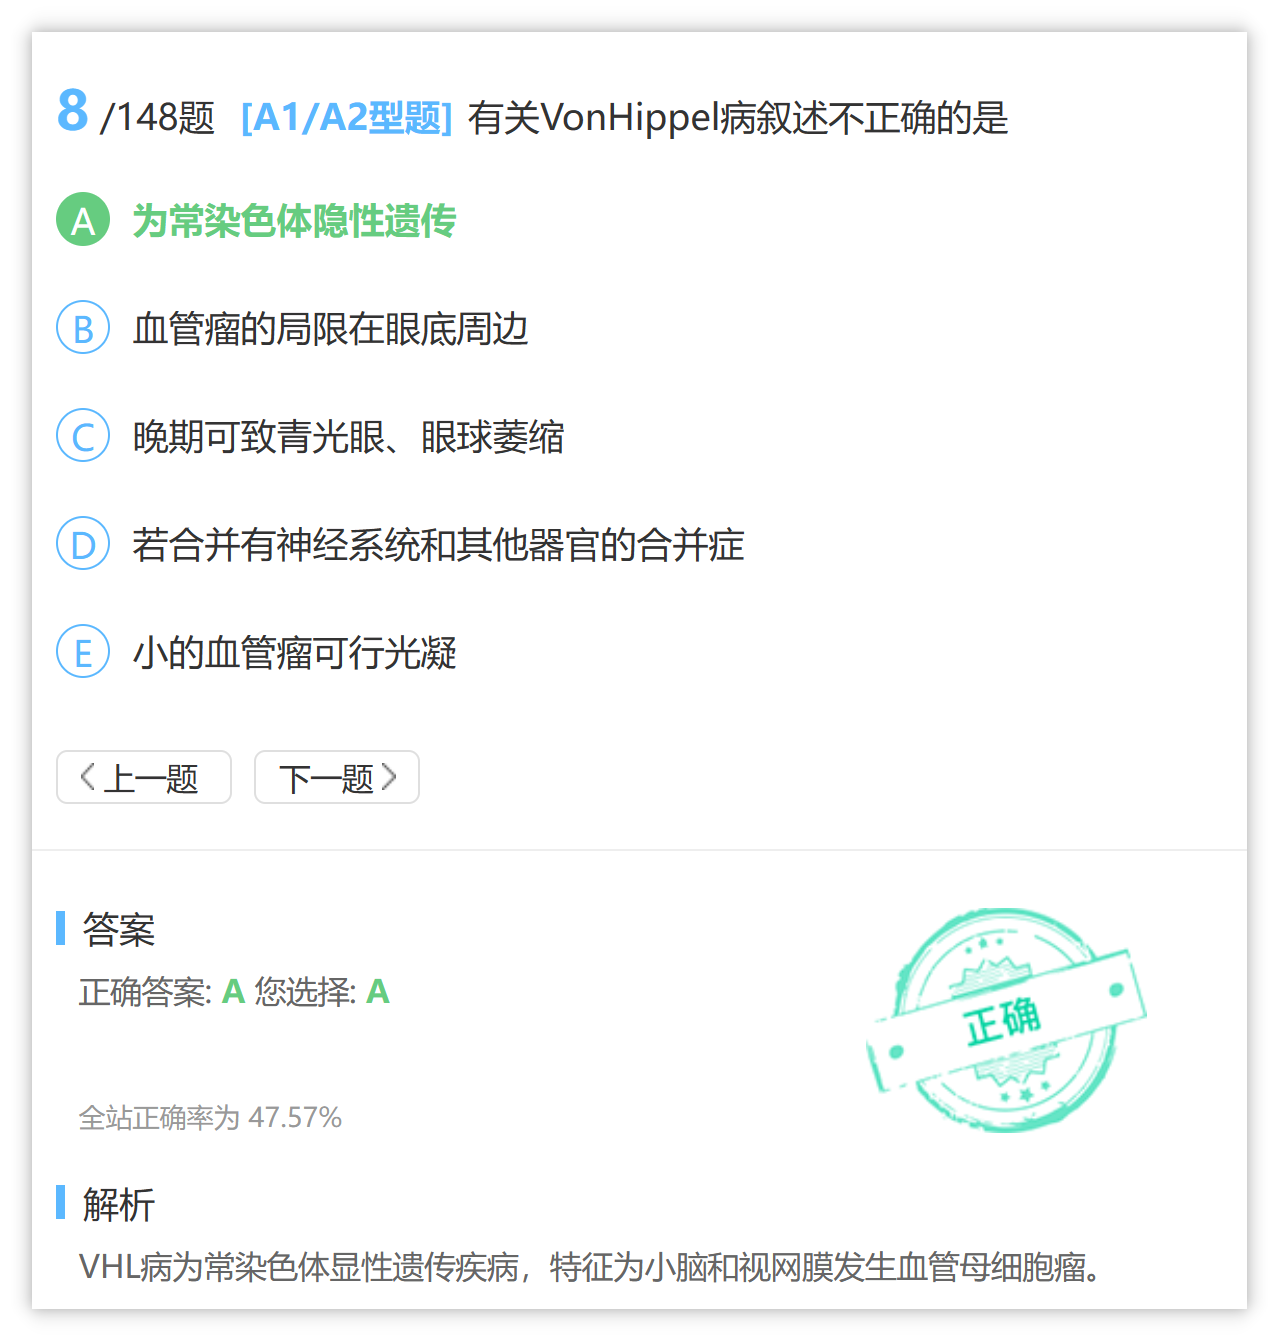 8 /148题 [A1/A2型题] 有关VonHippel病叙述不正确的是
A 为常染色体隐性遗传
B 血管瘤的局限在眼底周边
C 晚期可致青光眼、眼球萎缩
D 若合并有神经系统和其他器官的合并症
E 小的血管瘤可行光凝
上一题 下一题
答案
正确答案: A 您选择: A
正确
全站正确率为 47.57%
解析
VHL病为常染色体显性遗传疾病，特征为小脑和视网膜发生血管母细胞瘤。